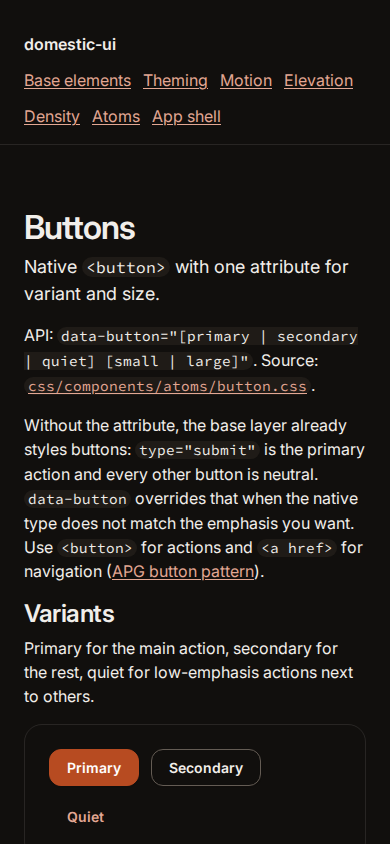 domestic-ui
Base elements Theming Motion Elevation
Density Atoms App shell
Buttons
Native <button> with one attribute for
variant and size.
API: data-button="[primary | secondary
| quiet] [small | large]". Source:
css/components/atoms/button.css.
Without the attribute, the base layer already
styles buttons: type="submit" is the primary
action and every other button is neutral.
data-button overrides that when the native
type does not match the emphasis you want.
Use <button> for actions and <a href> for
navigation (APG button pattern).
Variants
Primary for the main action, secondary for
the rest, quiet for low-emphasis actions next
to others.
Primary Secondary
Quiet